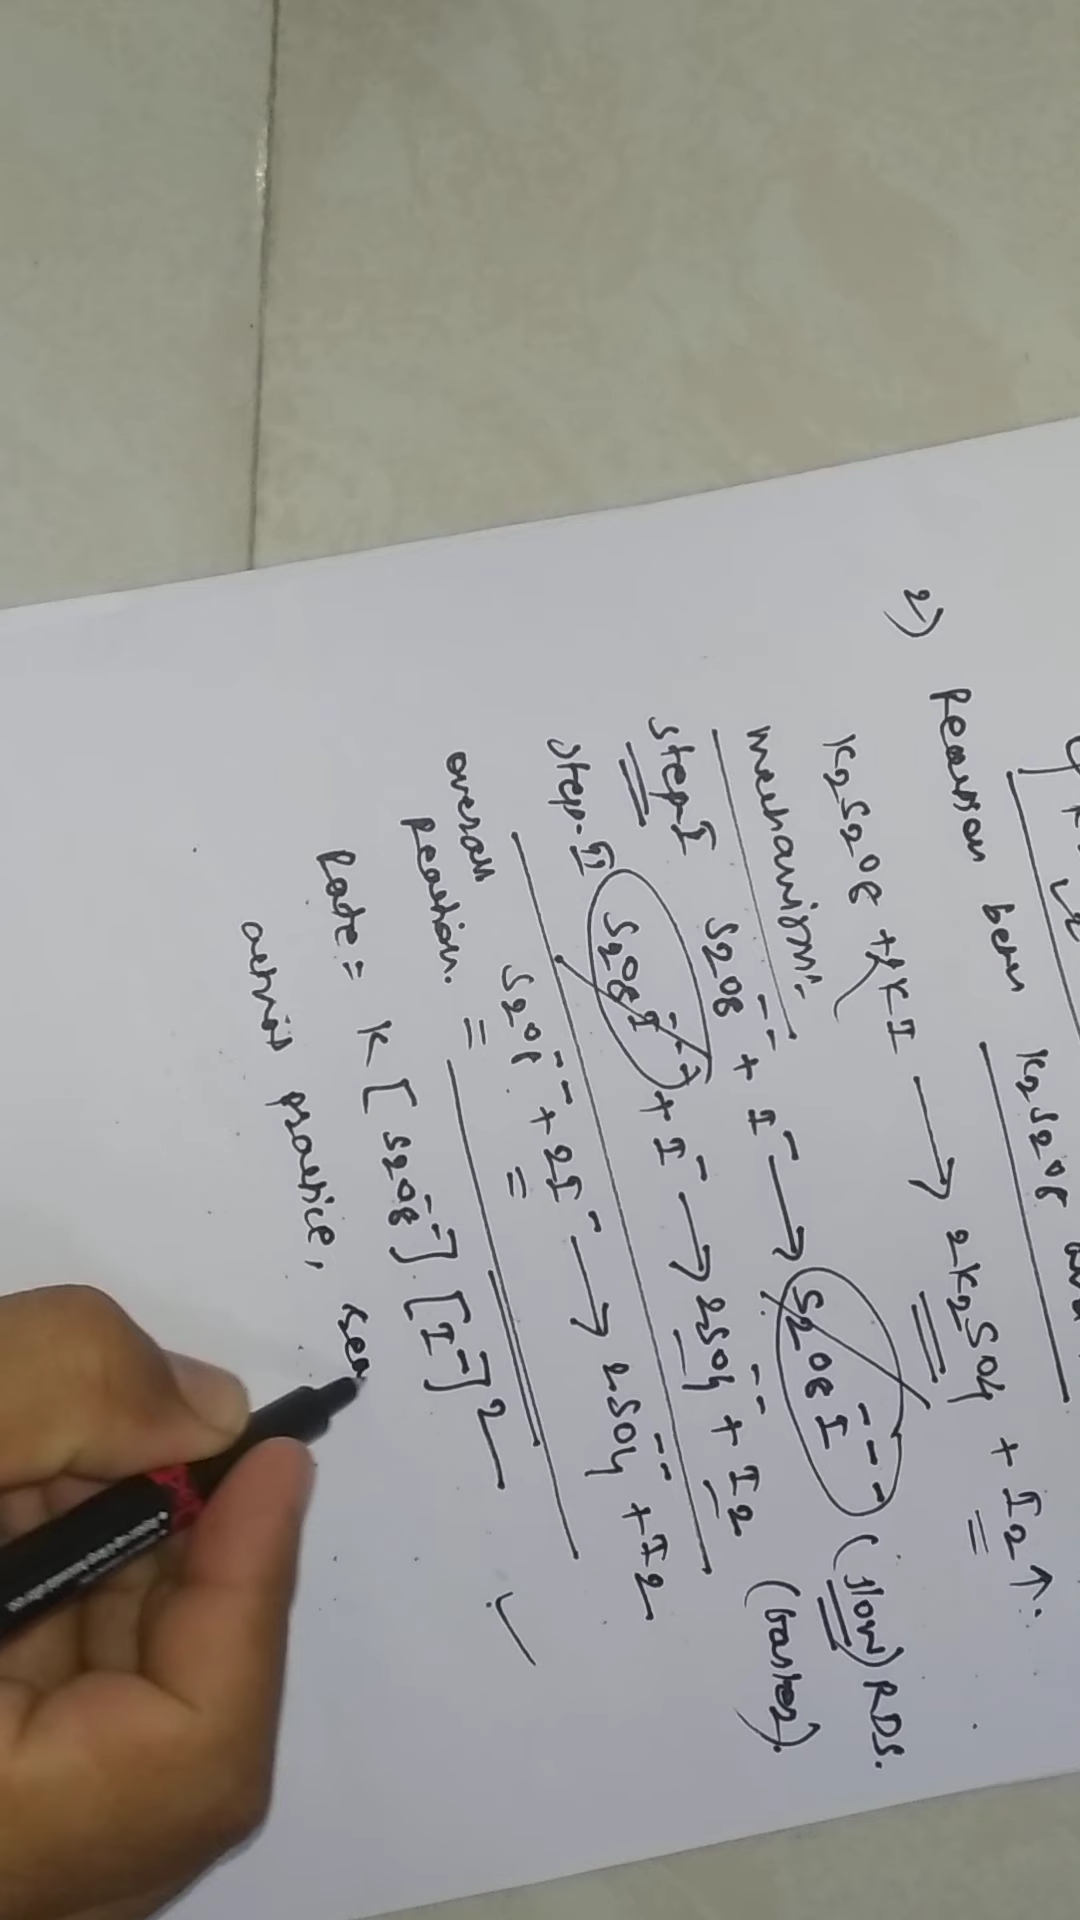 2) Reaction betn K2S2O8 and
K2S2O8 + 2KI → 2K2SO4 + I2↑.
mechanism:-
Step-I S2O8-- + I- → S2O8I--- (slow) RDS.
Step-II S2O8I--- + I- → 2SO4-- + I2 (faster).
overall S2O8-- + 2I- → 2SO4-- + I2
Reaction.
Rate = K [S2O8--] [I-]2
practice,